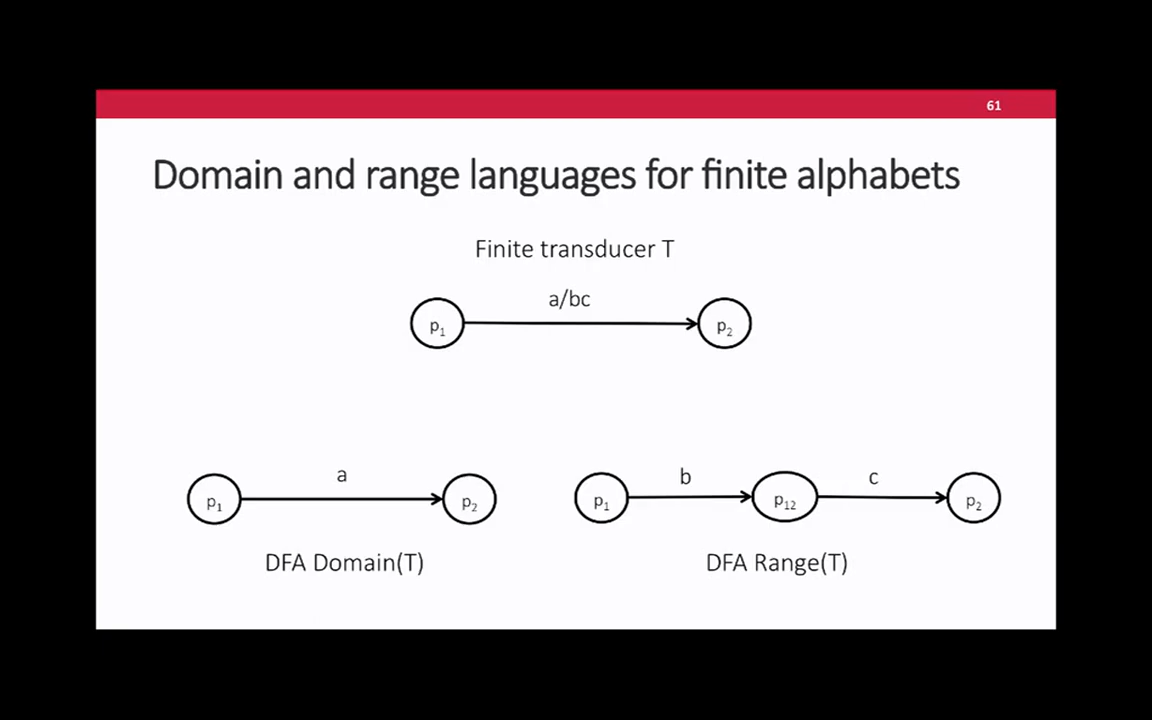 61
Domain and range languages for finite alphabets
Finite transducer T
a/bc
p1 p2
a b c
p1 p2 p1 p12 p2
DFA Domain(T) DFA Range(T)